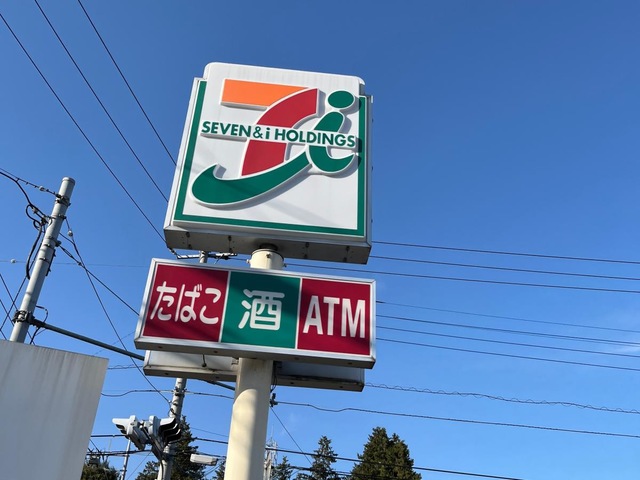 SEVEN&i HOLDINGS
たばこ 酒 ATM